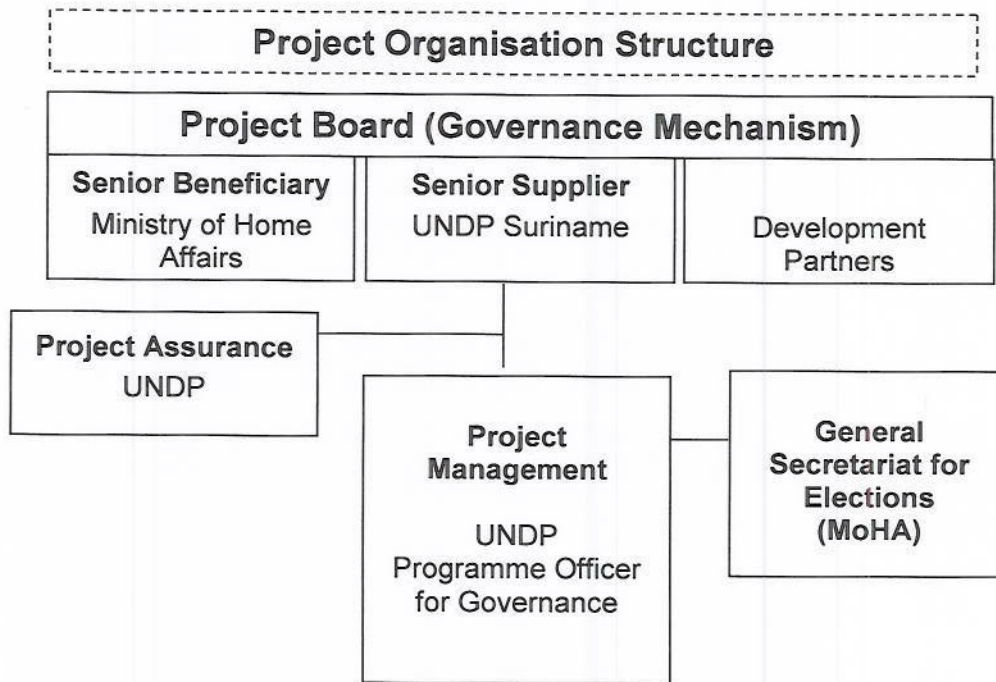 Project Organisation Structure
Project Board (Governance Mechanism)
Senior Beneficiary
Ministry of Home
Affairs
Senior Supplier
UNDP Suriname
Development
Partners
Project Assurance
UNDP
Project
Management
UNDP
Programme Officer
for Governance
General
Secretariat for
Elections
(MoHA)